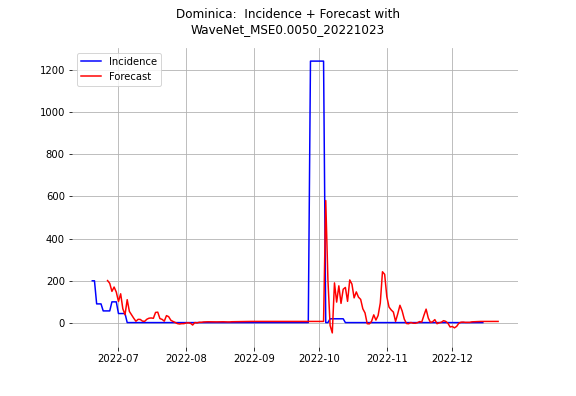 Dominica:  Incidence + Forecast with
WaveNet_MSE0.0050_20221023
Incidence
Forecast
1200
1000
800
600
400
200
0
2022-07 2022-08 2022-09 2022-10 2022-11 2022-12